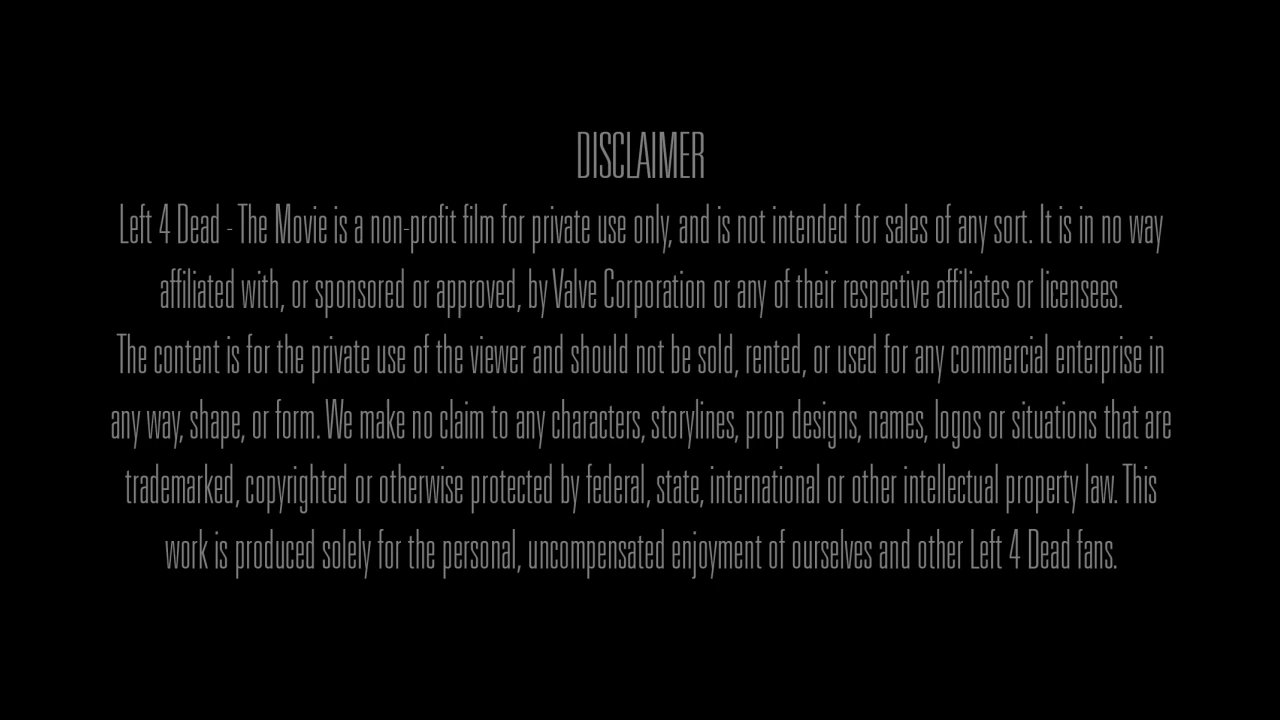 DISCLAIMER
Left 4 Dead - The Movie is a non-profit film for private use only, and is not intended for sales of any sort. It is in no way
affiliated with, or sponsored or approved, by Valve Corporation or any of their respective affiliates or licensees.
The content is for the private use of the viewer and should not be sold, rented, or used for any commercial enterprise in
any way, shape, or form. We make no claim to any characters, storylines, prop designs, names, logos or situations that are
trademarked, copyrighted or otherwise protected by federal, state, international or other intellectual property law. This
work is produced solely for the personal, uncompensated enjoyment of ourselves and other Left 4 Dead fans.